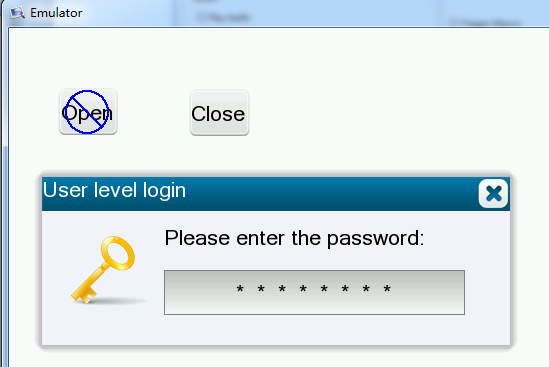 Emulator
Open
Close
User level login
Please enter the password:
* * * * * * * *